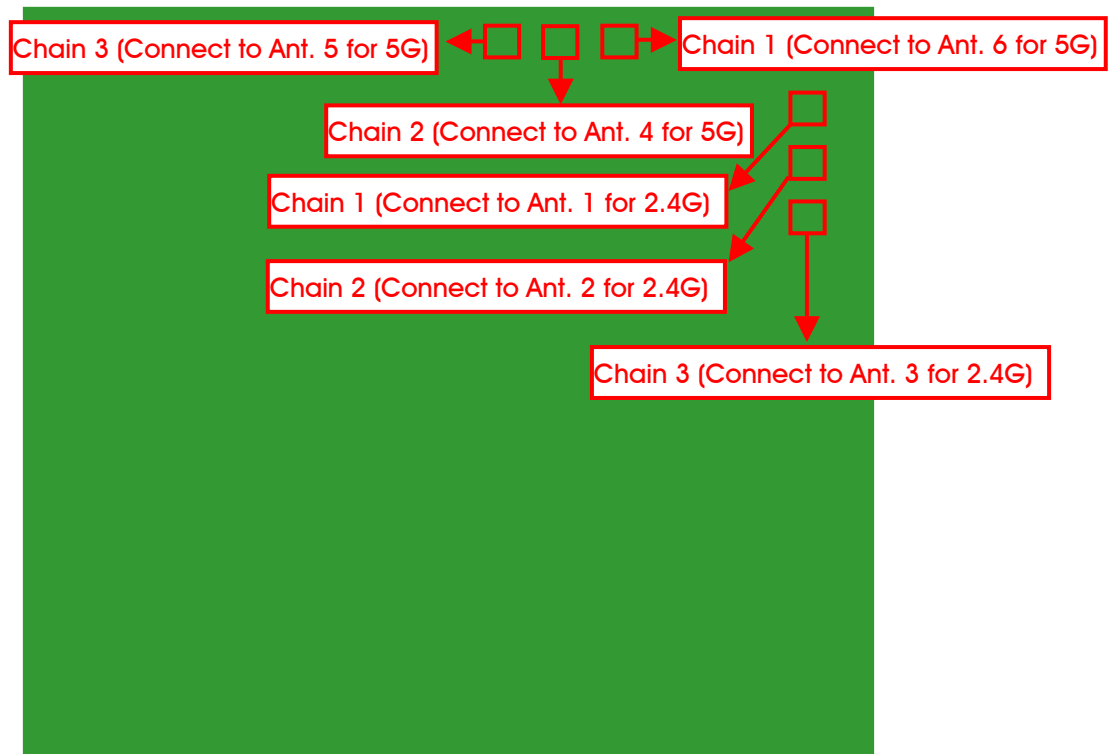 Chain 3 (Connect to Ant. 5 for 5G)
Chain 1 (Connect to Ant. 6 for 5G)
Chain 2 (Connect to Ant. 4 for 5G)
Chain 1 (Connect to Ant. 1 for 2.4G)
Chain 2 (Connect to Ant. 2 for 2.4G)
Chain 3 (Connect to Ant. 3 for 2.4G)